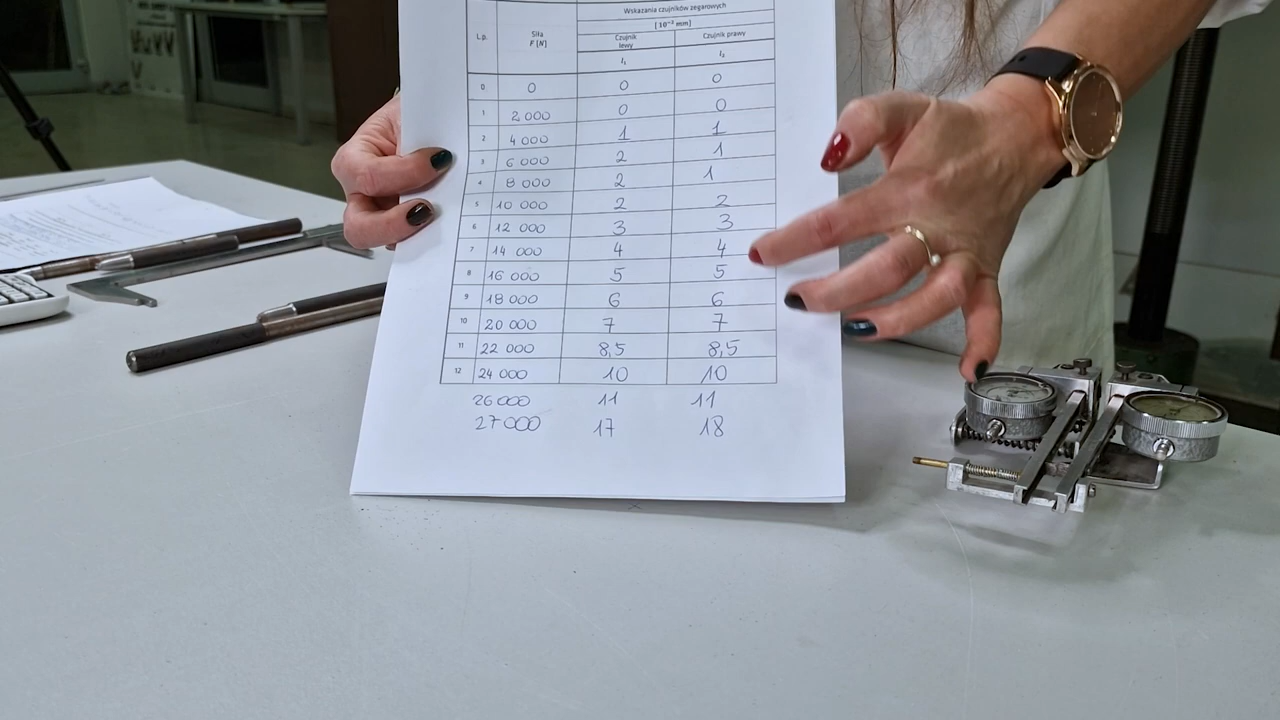 Wskazania czujników zegarowych
[10⁻² mm]
L.p. Siła F [N] Czujnik lewy Czujnik prawy
l₁ l₂
0 0 0 0
1 2 000 0 0
2 4 000 1 1
3 6 000 2 1
4 8 000 2 1
5 10 000 2 2
6 12 000 3 3
7 14 000 4 4
8 16 000 5 5
9 18 000 6 6
10 20 000 7 7
11 22 000 8,5 8,5
12 24 000 10 10
26 000 11 11
27 000 17 18